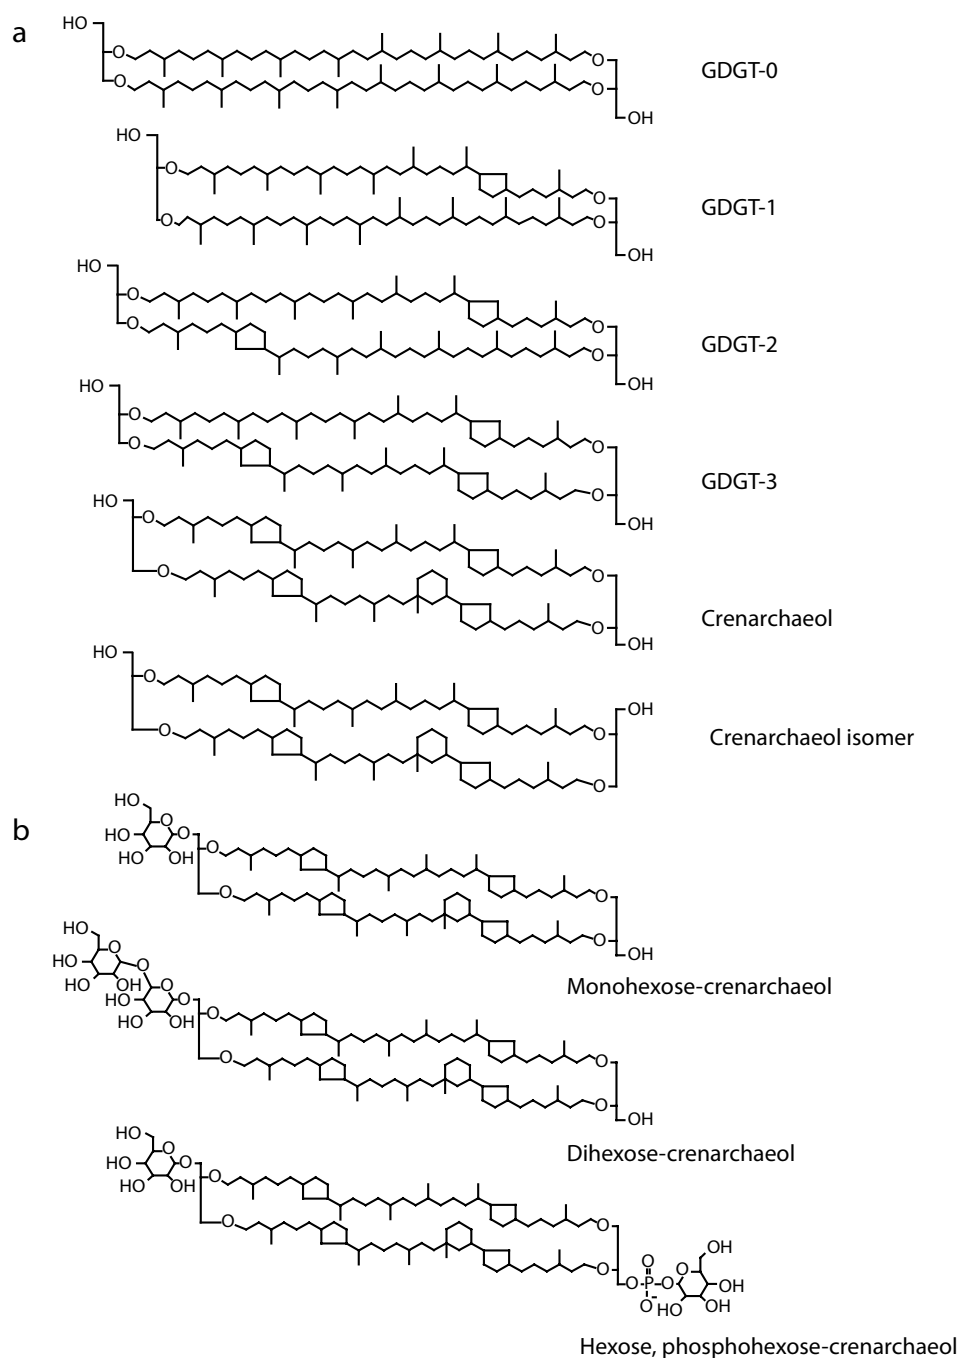 a
HO
O
O
O
O
OH
GDGT-0
HO
O
O
O
O
OH
GDGT-1
HO
O
O
O
O
OH
GDGT-2
HO
O
O
O
O
OH
GDGT-3
HO
O
O
O
O
OH
Crenarchaeol
HO
O
O
OH
O
O
Crenarchaeol isomer
b
HO
O
HO
O
HO
OH
O
O
O
O
OH
Monohexose-crenarchaeol
HO
O
HO
O
HO
OH
O
HO
O
HO
OH
O
O
O
O
OH
Dihexose-crenarchaeol
HO
O
HO
O
HO
OH
O
O
O
O
O
O
P
O
O-
O
OH
OH
OH
HO
Hexose, phosphohexose-crenarchaeol